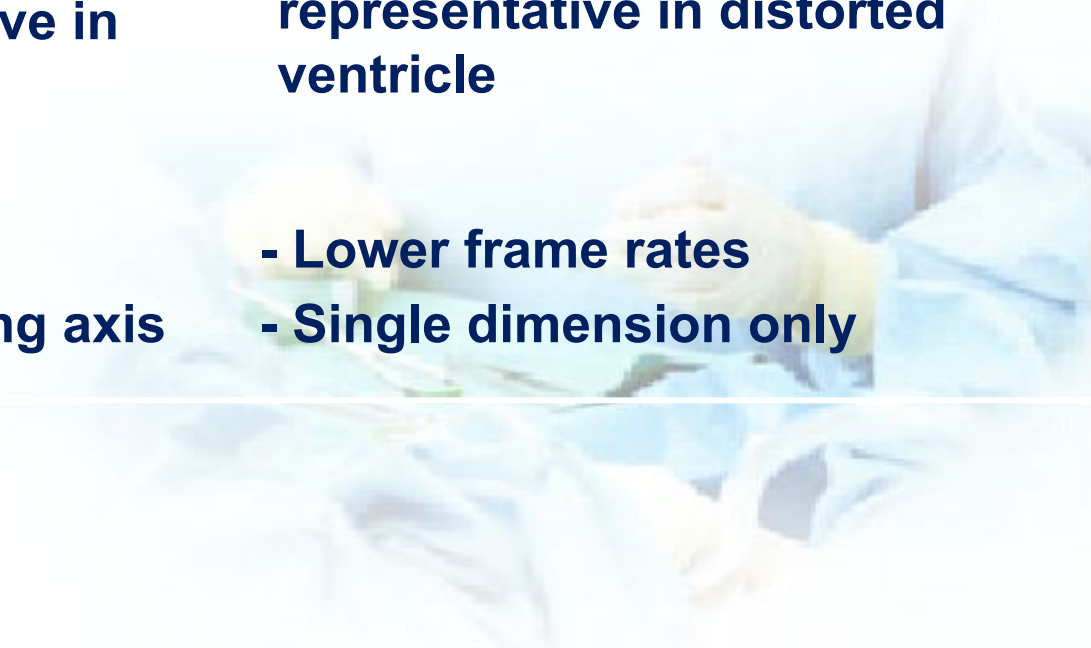 ve in
representative in distorted
ventricle
- Lower frame rates
ng axis
- Single dimension only